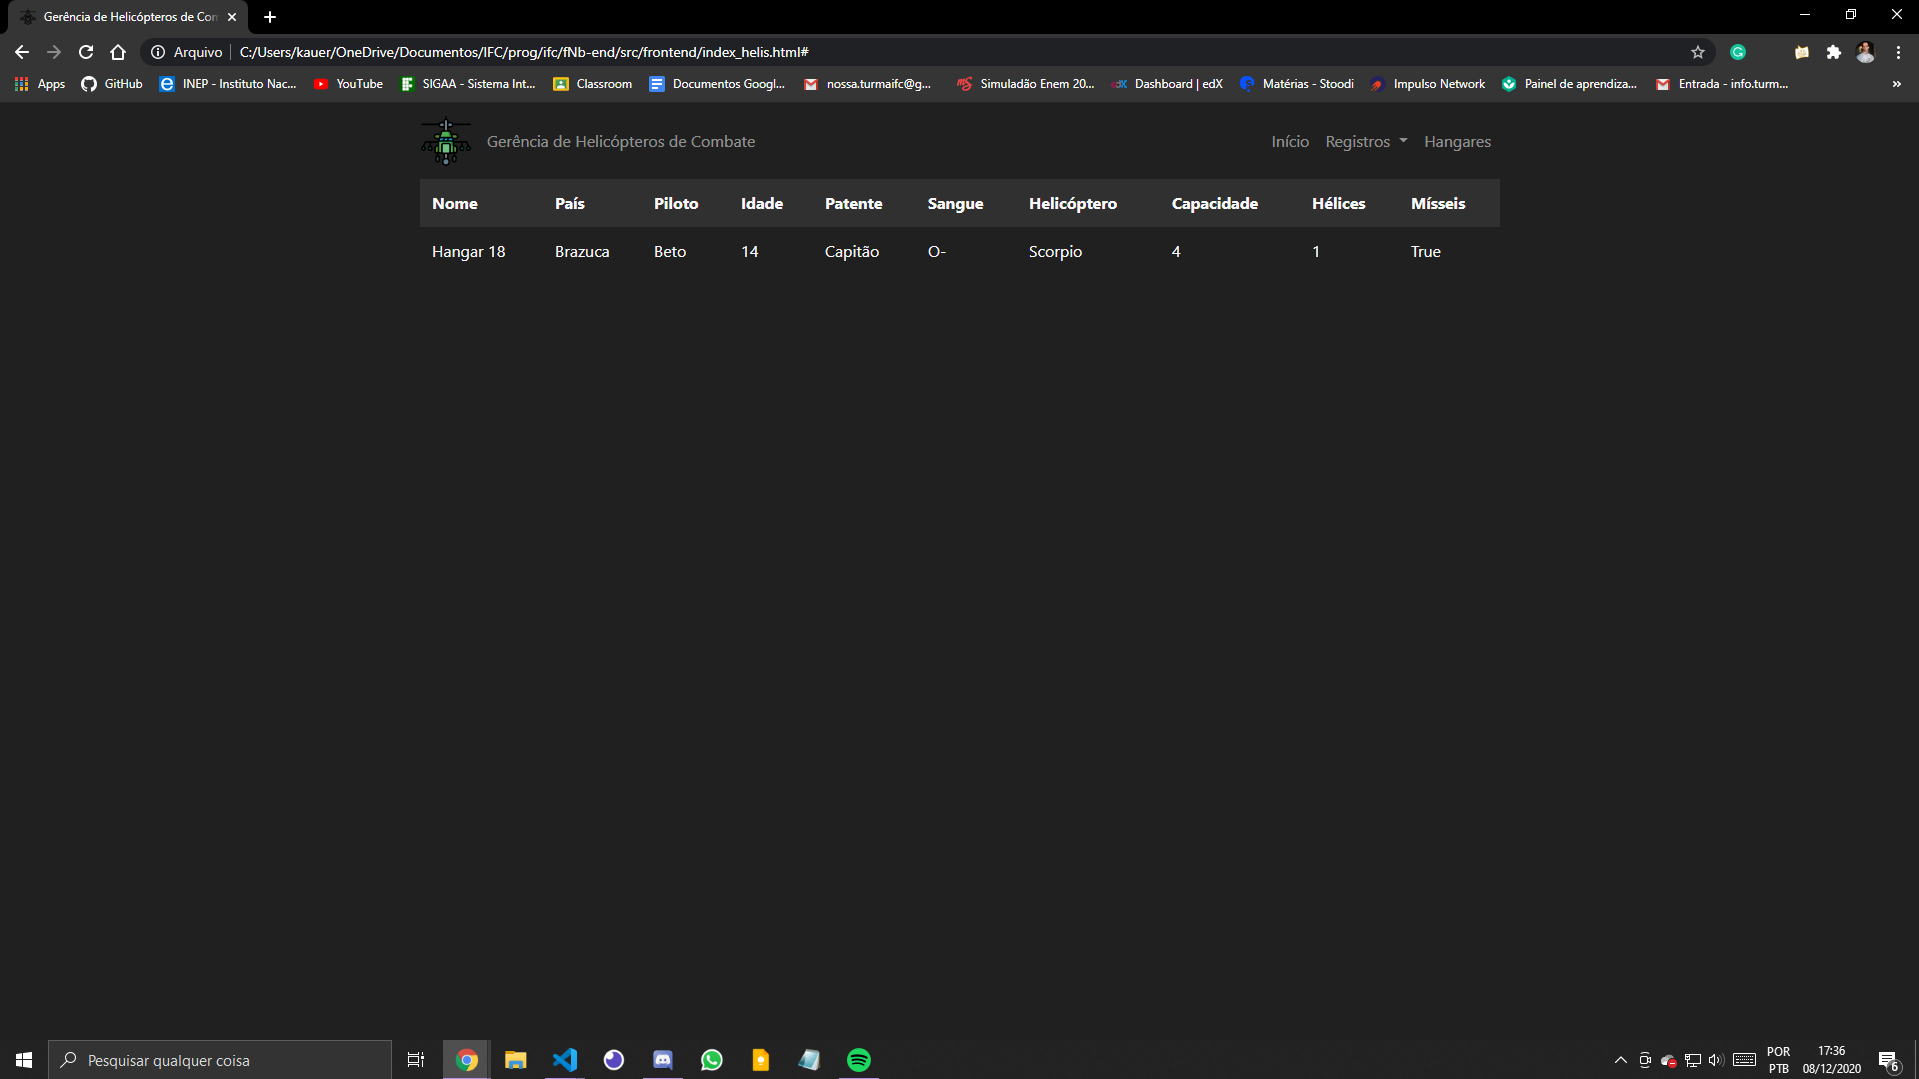 Gerência de Helicópteros de Com
Arquivo C:/Users/kauer/OneDrive/Documentos/IFC/prog/ifc/fNb-end/src/frontend/index_helis.html#
Apps GitHub INEP - Instituto Nac... YouTube SIGAA - Sistema Int... Classroom Documentos Googl... nossa.turmaifc@g... Simuladão Enem 20... Dashboard | edX Matérias - Stoodi Impulso Network Painel de aprendiza... Entrada - info.turm... »
Gerência de Helicópteros de Combate Início Registros Hangares
Nome País Piloto Idade Patente Sangue Helicóptero Capacidade Hélices Mísseis
Hangar 18 Brazuca Beto 14 Capitão O- Scorpio 4 1 True
Pesquisar qualquer coisa
POR 17:36
PTB 08/12/2020 6